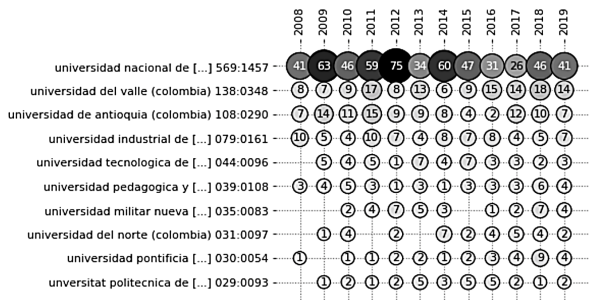 2008 2009 2010 2011 2012 2013 2014 2015 2016 2017 2018 2019
universidad nacional de [...] 569:1457 41 63 46 59 75 34 60 47 31 26 46 41
universidad del valle (colombia) 138:0348 8 7 9 17 8 13 6 9 15 14 18 14
universidad de antioquia (colombia) 108:0290 7 14 11 15 9 9 8 4 2 12 10 7
universidad industrial de [...] 079:0161 10 5 4 10 7 4 8 7 8 4 5 7
universidad tecnologica de [...] 044:0096 5 4 5 1 7 4 7 3 3 2 3
universidad pedagogica y [...] 039:0108 3 4 5 3 1 3 1 3 3 3 6 4
universidad militar nueva [...] 035:0083 2 4 7 5 3 1 2 7 4
universidad del norte (colombia) 031:0097 1 4 2 7 2 4 5 4 2
universidad pontificia [...] 030:0054 1 1 1 2 2 1 2 3 4 9 4
universitat politecnica de [...] 029:0093 1 2 1 2 5 3 5 5 2 1 2